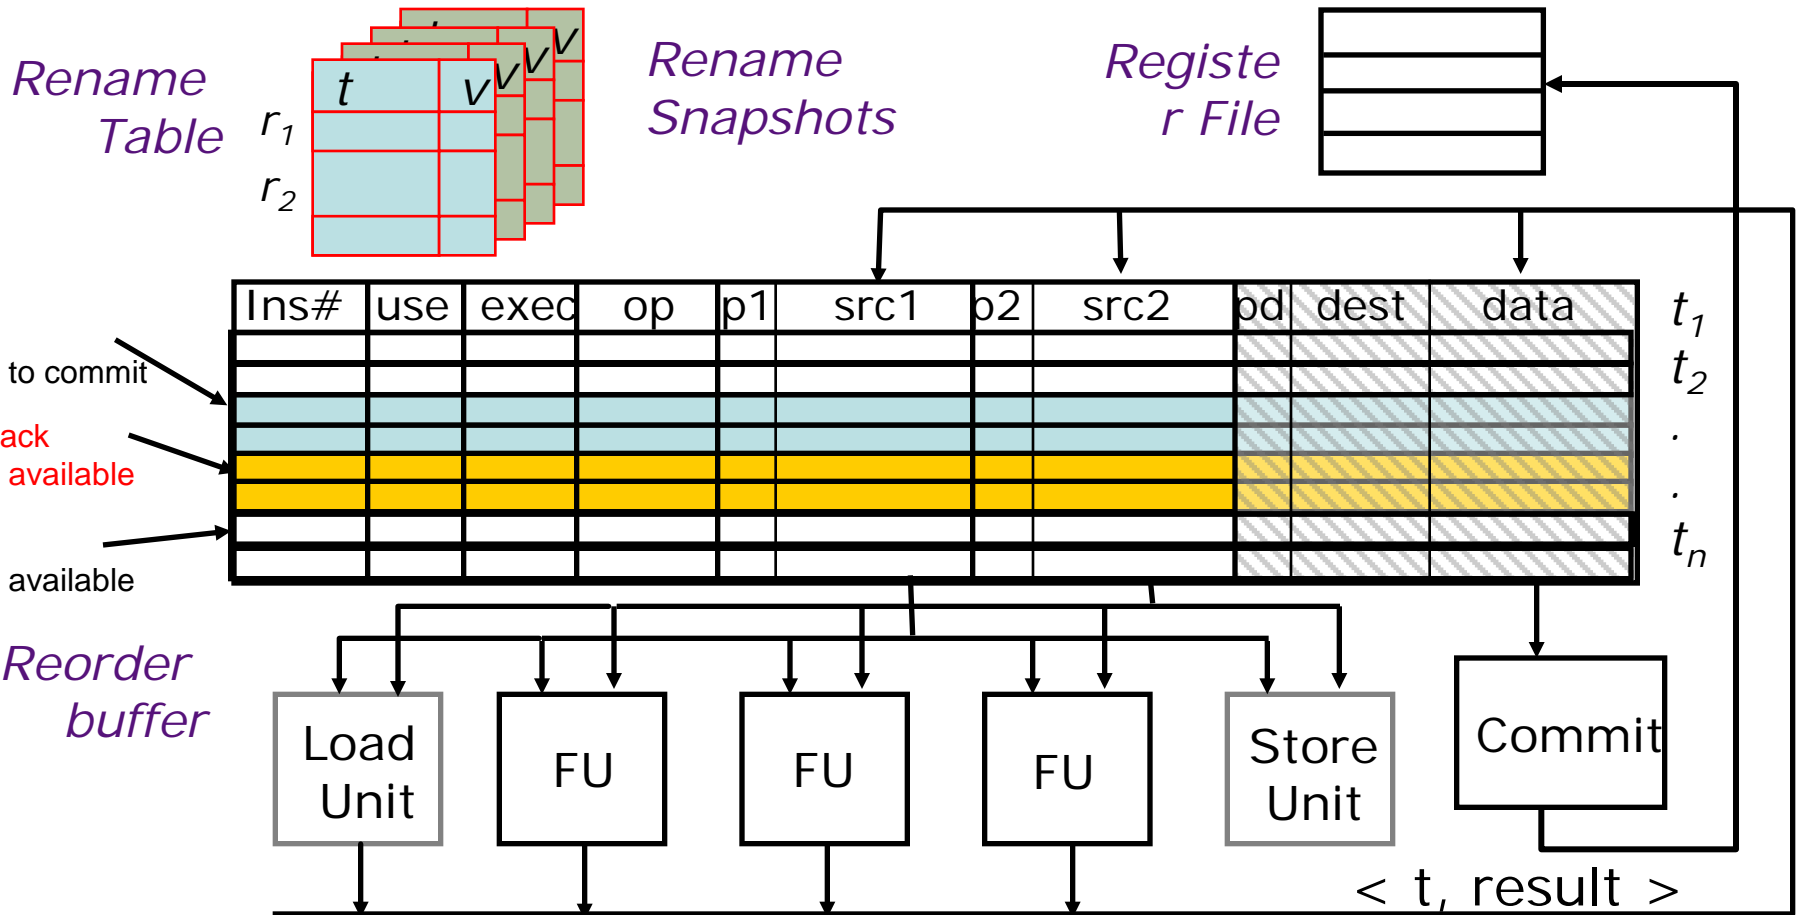 Rename
Table
t v
v
v
v
r1
r2
Rename
Snapshots
Registe
r File
Ins# use exec op p1 src1 p2 src2 pd dest data
t1
t2
.
.
tn
to commit
ack
available
available
Reorder
buffer
Load
Unit
FU
FU
FU
Store
Unit
Commit
< t, result >